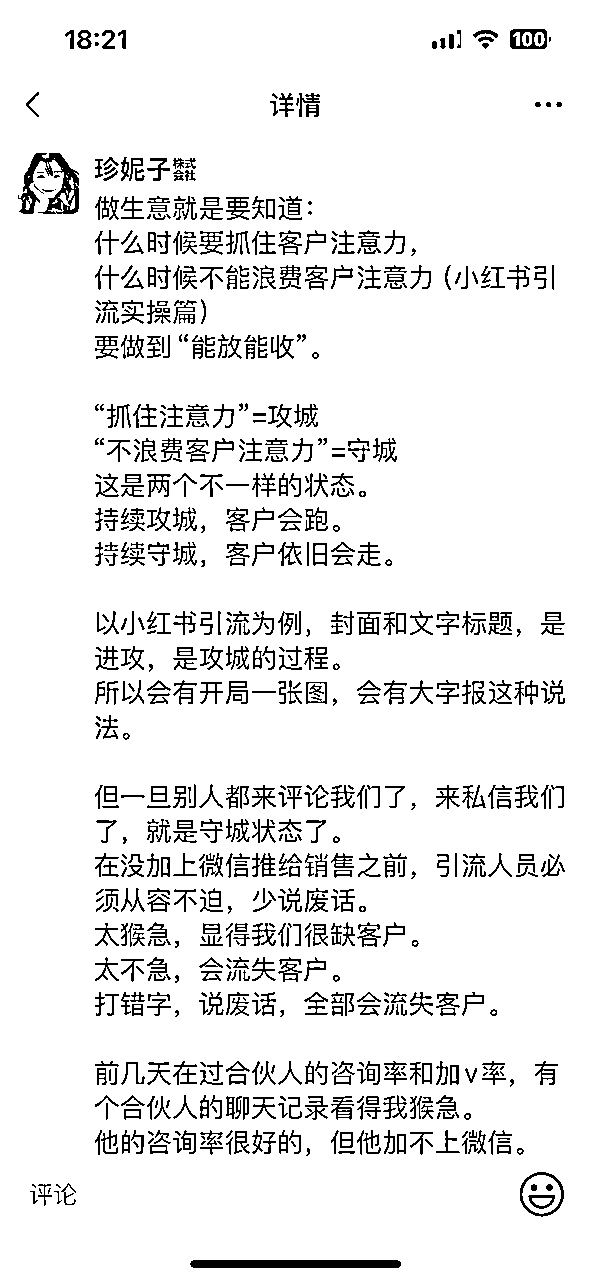 18:21
100
详情
珍妮子株式会社
做生意就是要知道：
什么时候要抓住客户注意力，
什么时候不能浪费客户注意力（小红书引
流实操篇）
要做到“能放能收”。
“抓住注意力”=攻城
“不浪费客户注意力”=守城
这是两个不一样的状态。
持续攻城，客户会跑。
持续守城，客户依旧会走。
以小红书引流为例，封面和文字标题，是
进攻，是攻城的过程。
所以会有开局一张图，会有大字报这种说
法。
但一旦别人都来评论我们了，来私信我们
了，就是守城状态了。
在没加上微信推给销售之前，引流人员必
须从容不迫，少说废话。
太猴急，显得我们很缺客户。
太不急，会流失客户。
打错字，说废话，全部会流失客户。
前几天在过合伙人的咨询率和加v率，有
个合伙人的聊天记录看得我猴急。
他的咨询率很好的，但他加不上微信。
评论